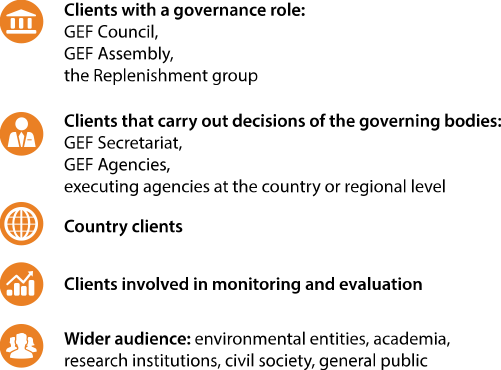 Clients with a governance role:
GEF Council,
GEF Assembly,
the Replenishment group
Clients that carry out decisions of the governing bodies:
GEF Secretariat,
GEF Agencies,
executing agencies at the country or regional level
Country clients
Clients involved in monitoring and evaluation
Wider audience: environmental entities, academia,
research institutions, civil society, general public